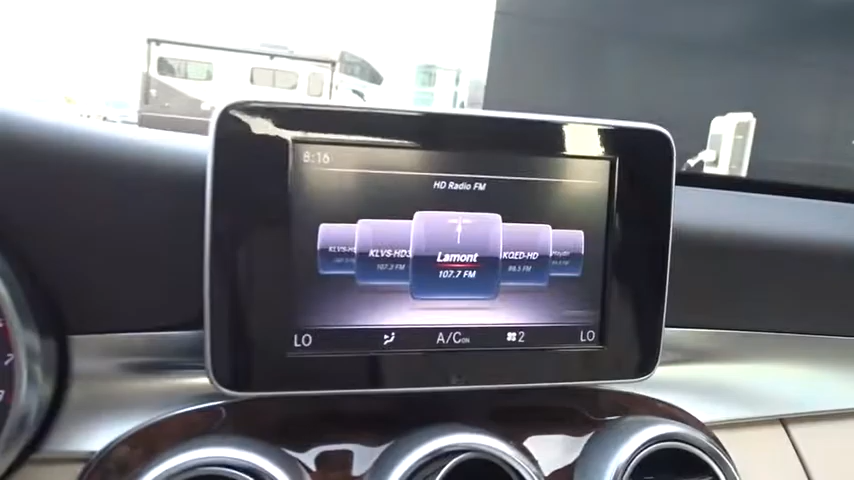 8:16
HD Radio FM
KLVS-HD3
107.3 FM
Lamont
107.7 FM
KQED-HD
88.5 FM
LO A/C ON 2 LO